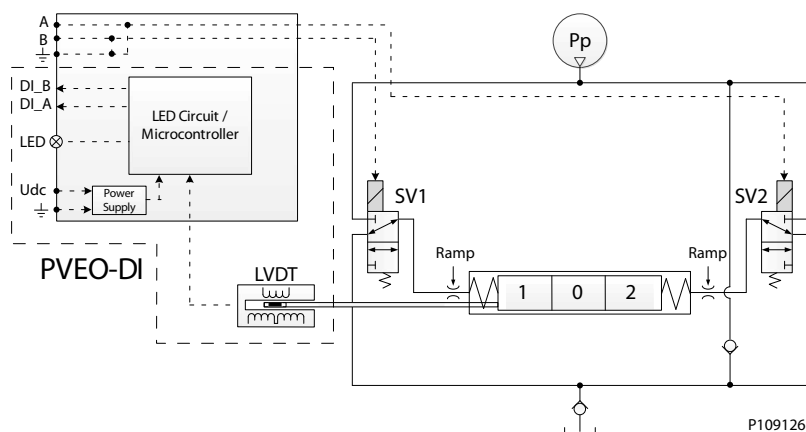 A
B
Pp
DI_B
DI_A
LED Circuit /
Microcontroller
LED
Udc
Power
Supply
SV1
SV2
PVEO-DI
LVDT
Ramp
Ramp
1 0 2
P109126